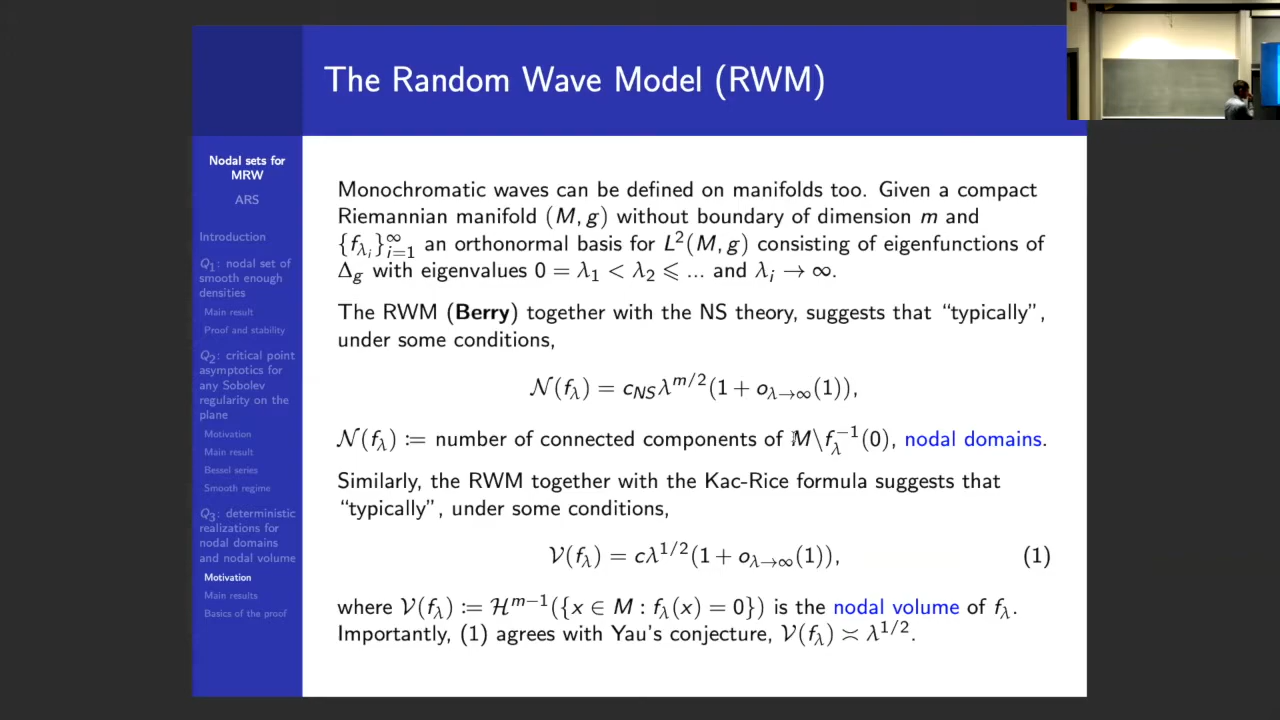 The Random Wave Model (RWM)
Nodal sets for
MRW
ARS
Introduction
Q₁: nodal set of
smooth enough
densities
Main result
Proof and stability
Q₂: critical point
asymptotics for
any Sobolev
regularity on the
plane
Motivation
Main result
Bessel series
Smooth regime
Q₃: deterministic
realizations for
nodal domains
and nodal volume
Motivation
Main results
Basics of the proof
Monochromatic waves can be defined on manifolds too. Given a compact
Riemannian manifold (M, g) without boundary of dimension m and
{f_{λ_i}}_{i=1}^∞ an orthonormal basis for L²(M, g) consisting of eigenfunctions of
Δ_g with eigenvalues 0 = λ₁ < λ₂ ⩽ ... and λ_i → ∞.
The RWM (Berry) together with the NS theory, suggests that “typically”,
under some conditions,
𝒩(f_λ) = c_{NS}λ^{m/2}(1 + o_{λ→∞}(1)),
𝒩(f_λ) := number of connected components of M\f_λ^{-1}(0), nodal domains.
Similarly, the RWM together with the Kac-Rice formula suggests that
“typically”, under some conditions,
𝒱(f_λ) = cλ^{1/2}(1 + o_{λ→∞}(1)), (1)
where 𝒱(f_λ) := ℋ^{m−1}({x ∈ M : f_λ(x) = 0}) is the nodal volume of f_λ.
Importantly, (1) agrees with Yau's conjecture, 𝒱(f_λ) ≍ λ^{1/2}.